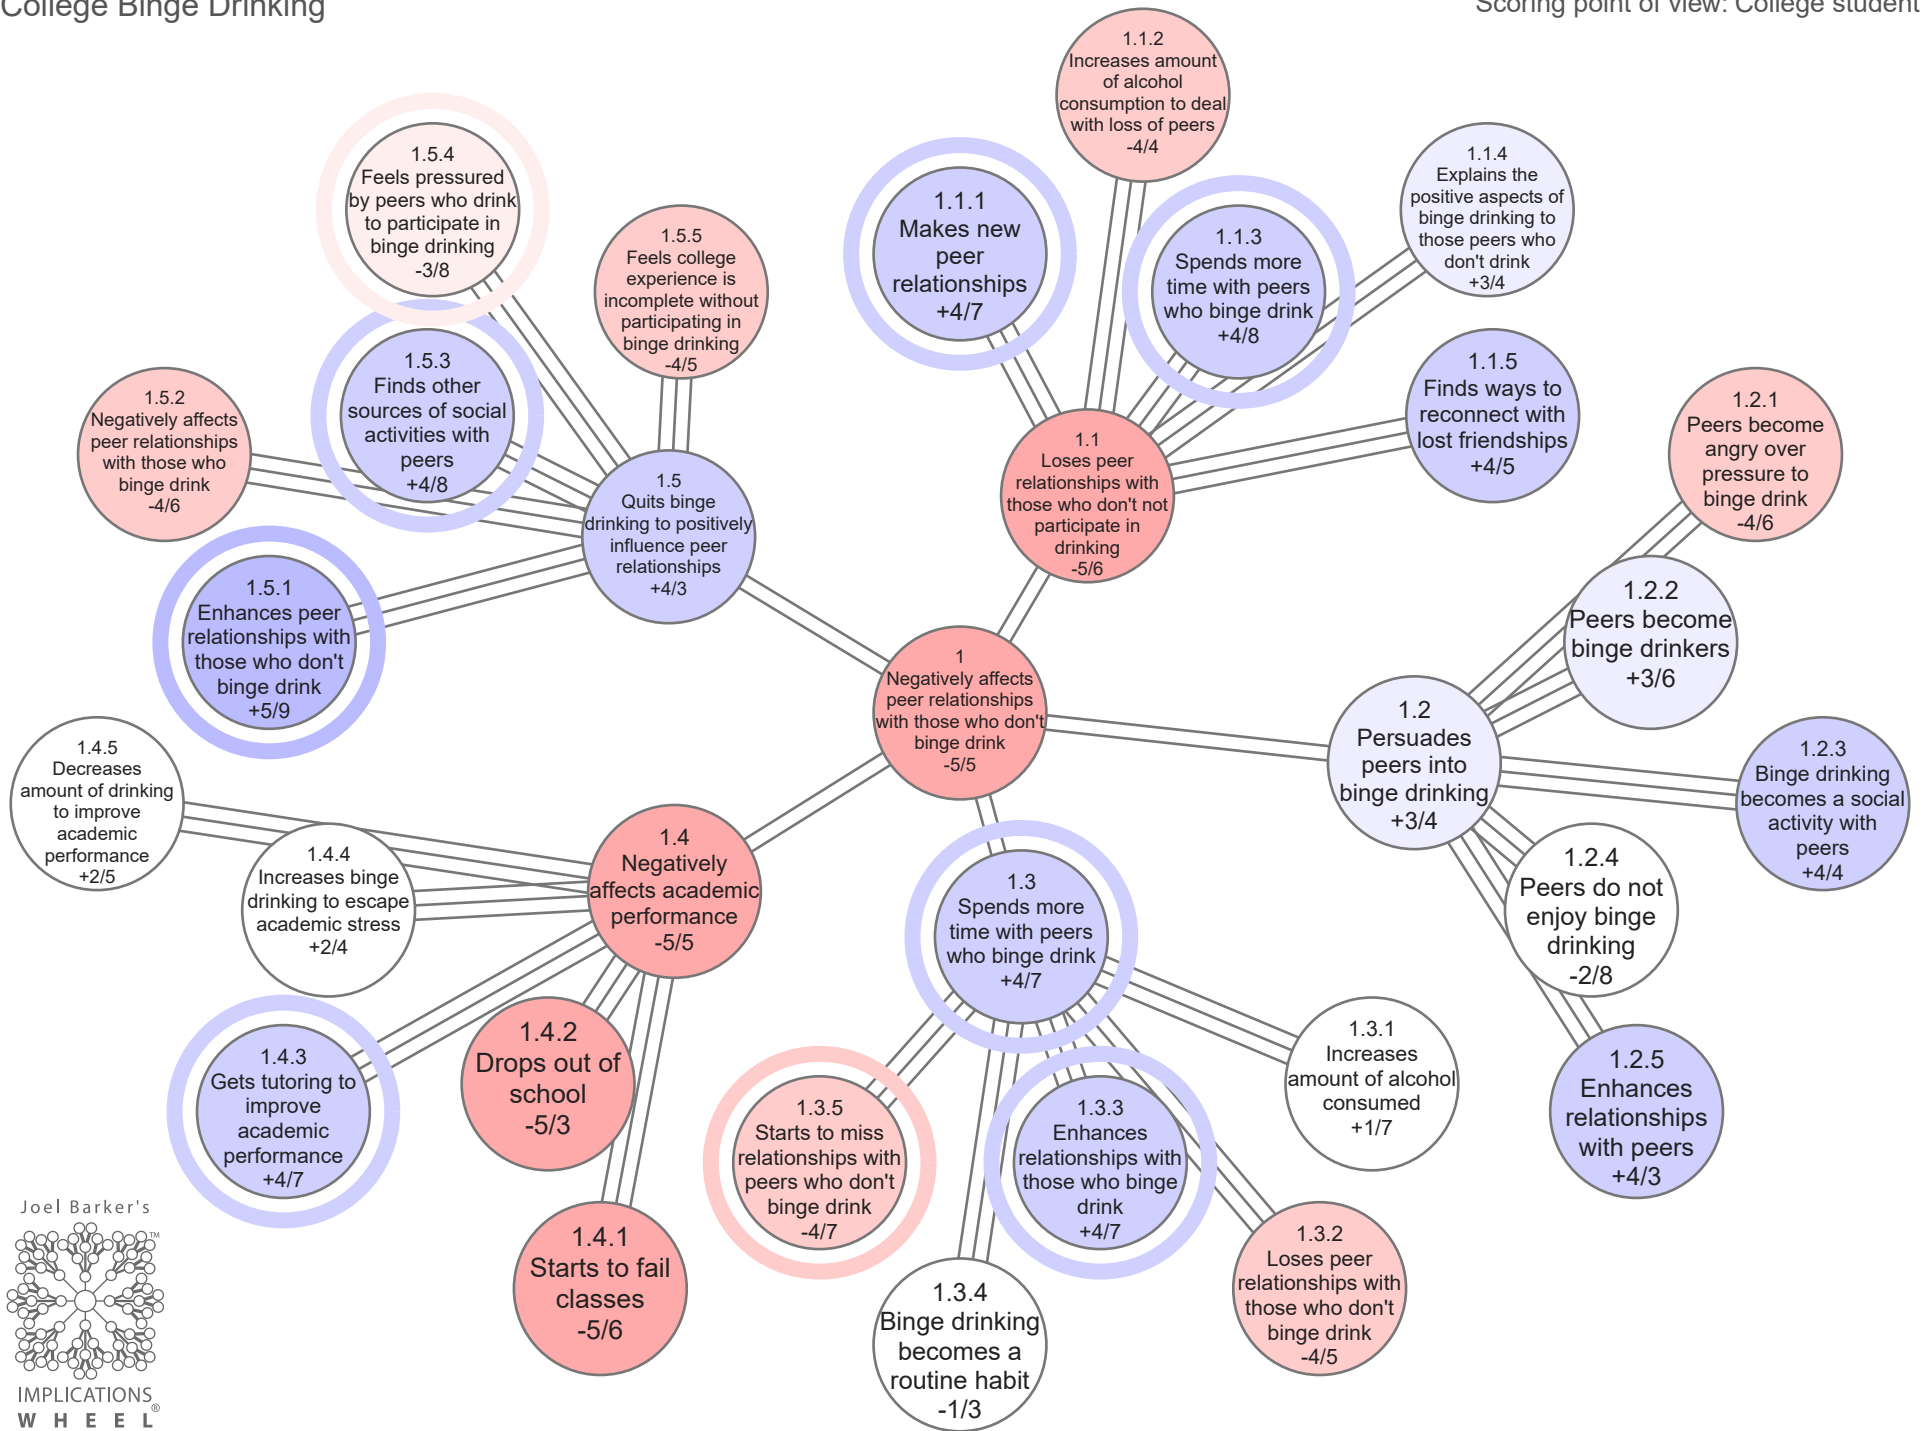 College Binge Drinking
Scoring point of view: College student
1.1.2
Increases amount
of alcohol
consumption to deal
with loss of peers
-4/4
1.5.4
Feels pressured
by peers who drink
to participate in
binge drinking
-3/8
1.1.4
Explains the
positive aspects of
binge drinking to
those peers who
don't drink
+3/4
1.1.1
Makes new
peer
relationships
+4/7
1.5.5
Feels college
experience is
incomplete without
participating in
binge drinking
-4/5
1.1.3
Spends more
time with peers
who binge drink
+4/8
1.5.3
Finds other
sources of social
activities with
peers
+4/8
1.1.5
Finds ways to
reconnect with
lost friendships
+4/5
1.5.2
Negatively affects
peer relationships
with those who
binge drink
-4/6
1.2.1
Peers become
angry over
pressure to
binge drink
-4/6
1.1
Loses peer
relationships with
those who don't not
participate in
drinking
-5/6
1.5
Quits binge
drinking to positively
influence peer
relationships
+4/3
1.5.1
Enhances peer
relationships with
those who don't
binge drink
+5/9
1.2.2
Peers become
binge drinkers
+3/6
1
Negatively affects
peer relationships
with those who don't
binge drink
-5/5
1.2
Persuades
peers into
binge drinking
+3/4
1.4.5
Decreases
amount of drinking
to improve
academic
performance
+2/5
1.2.3
Binge drinking
becomes a social
activity with
peers
+4/4
1.4
Negatively
affects academic
performance
-5/5
1.4.4
Increases binge
drinking to escape
academic stress
+2/4
1.3
Spends more
time with peers
who binge drink
+4/7
1.2.4
Peers do not
enjoy binge
drinking
-2/8
1.4.3
Gets tutoring to
improve
academic
performance
+4/7
1.4.2
Drops out of
school
-5/3
1.3.1
Increases
amount of alcohol
consumed
+1/7
1.2.5
Enhances
relationships
with peers
+4/3
1.3.5
Starts to miss
relationships with
peers who don't
binge drink
-4/7
1.3.3
Enhances
relationships with
those who binge
drink
+4/7
1.4.1
Starts to fail
classes
-5/6
1.3.4
Binge drinking
becomes a
routine habit
-1/3
1.3.2
Loses peer
relationships with
those who don't
binge drink
-4/5
Joel Barker's
™
IMPLICATIONS
WHEEL®